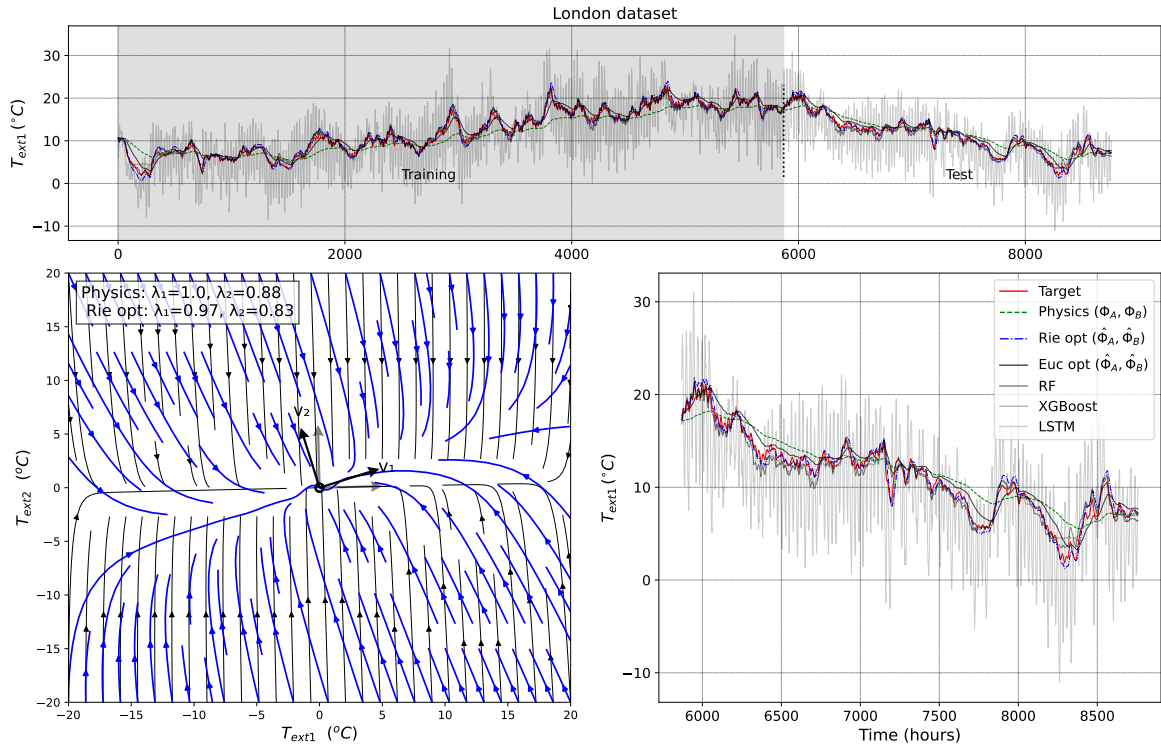 London dataset
T_ext1 (°C)
30
20
10
0
−10
Training
Test
0
2000
4000
6000
8000
T_ext2 (°C)
20
15
10
5
0
−5
−10
−15
−20
Physics: λ₁=1.0, λ₂=0.88
Rie opt: λ₁=0.97, λ₂=0.83
v₂
v₁
−20
−15
−10
−5
0
5
10
15
20
T_ext1 (°C)
T_ext1 (°C)
30
20
10
0
−10
Target
Physics (Φ_A, Φ_B)
Rie opt (Φ̂_A, Φ̂_B)
Euc opt (Φ̂_A, Φ̂_B)
RF
XGBoost
LSTM
6000
6500
7000
7500
8000
8500
Time (hours)